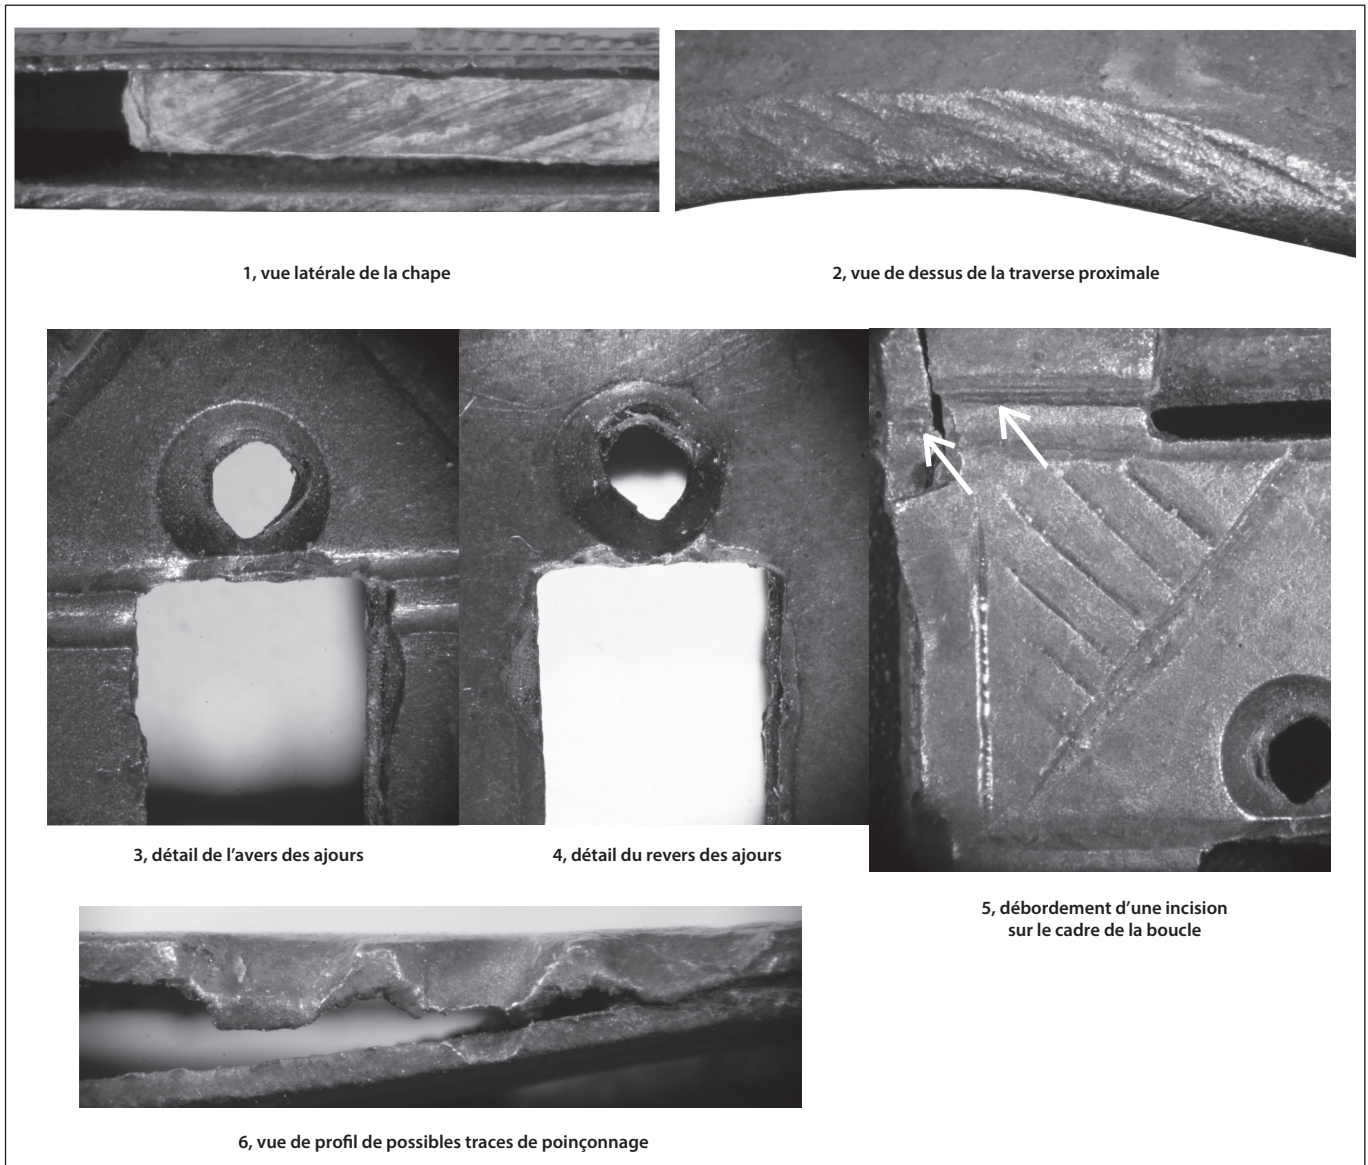 1, vue latérale de la chape
2, vue de dessus de la traverse proximale
3, détail de l'avers des ajours
4, détail du revers des ajours
5, débordement d'une incision
sur le cadre de la boucle
6, vue de profil de possibles traces de poinçonnage